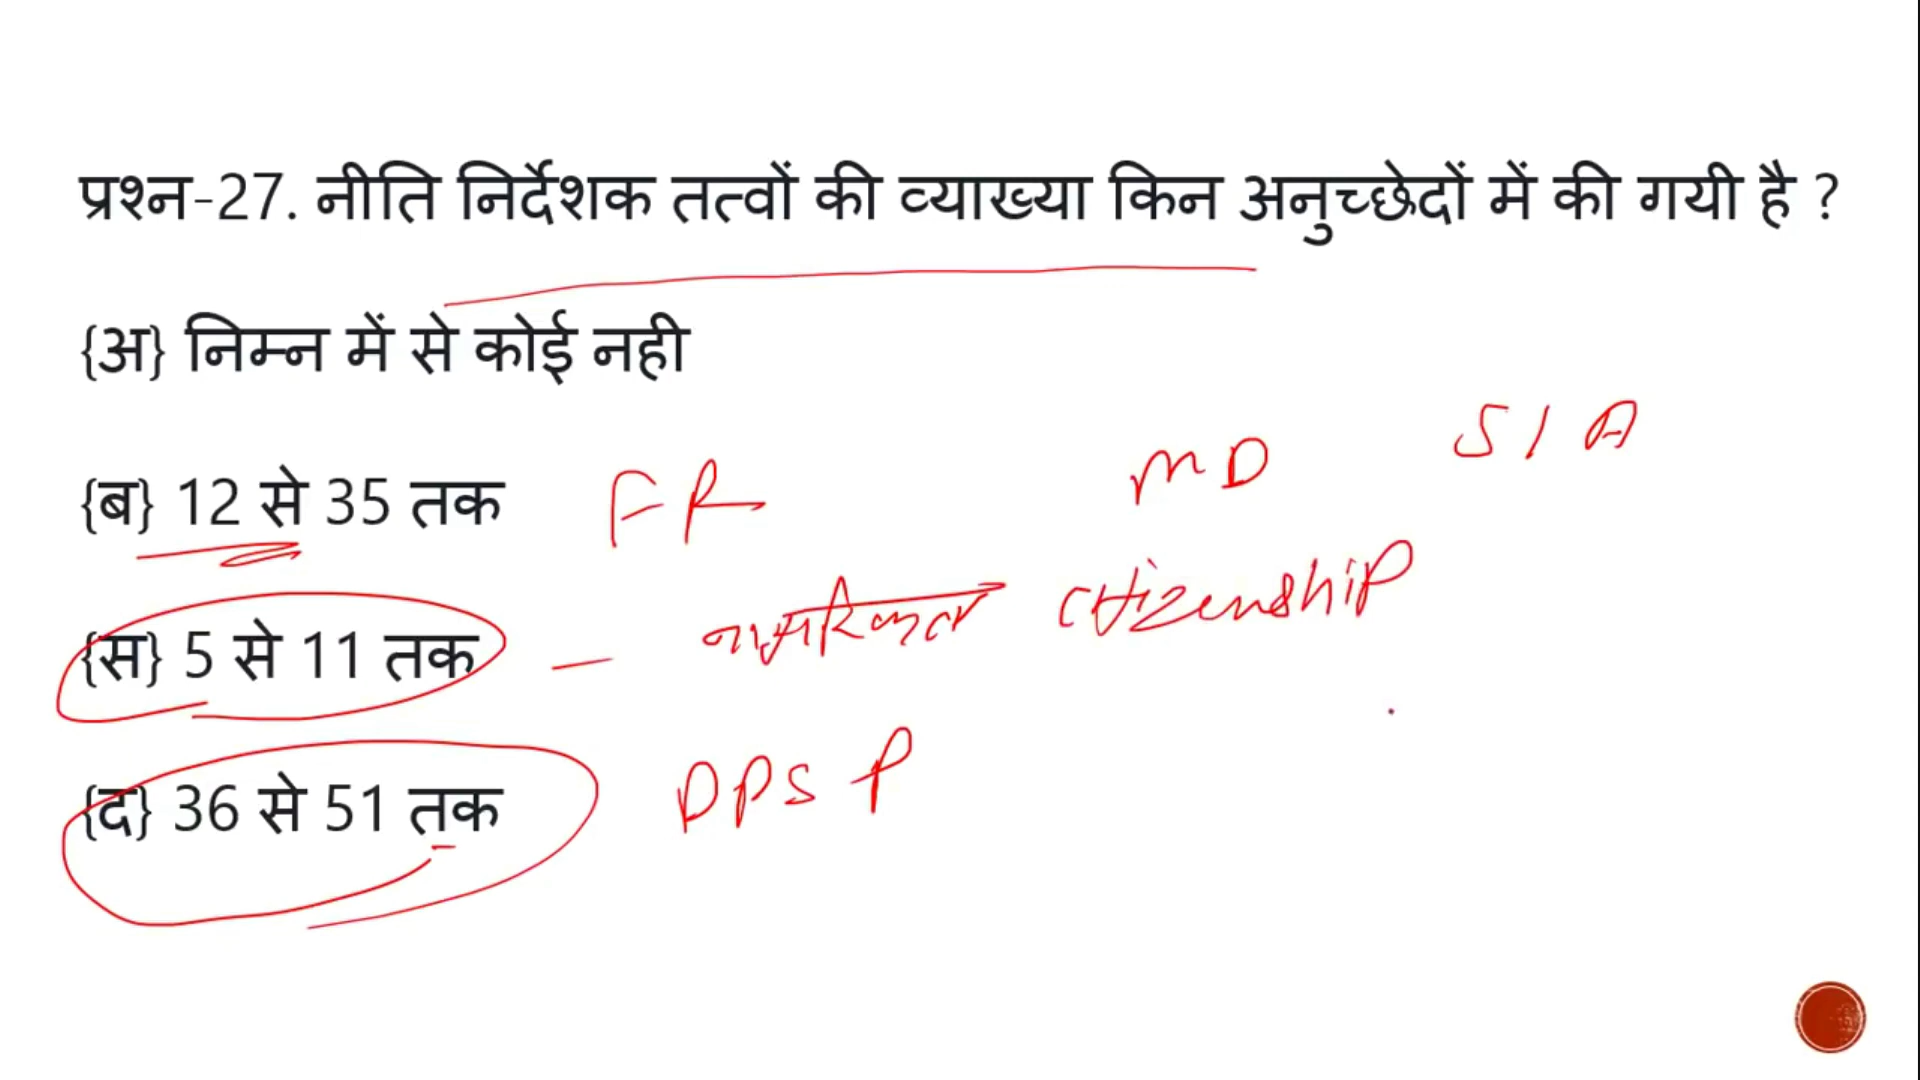 प्रश्न-27. नीति निर्देशक तत्वों की व्याख्या किन अनुच्छेदों में की गयी है ?
{अ} निम्न में से कोई नही
MD 51A
{ब} 12 से 35 तक FR
{स} 5 से 11 तक – नागरिकता citizenship
{द} 36 से 51 तक DPSP